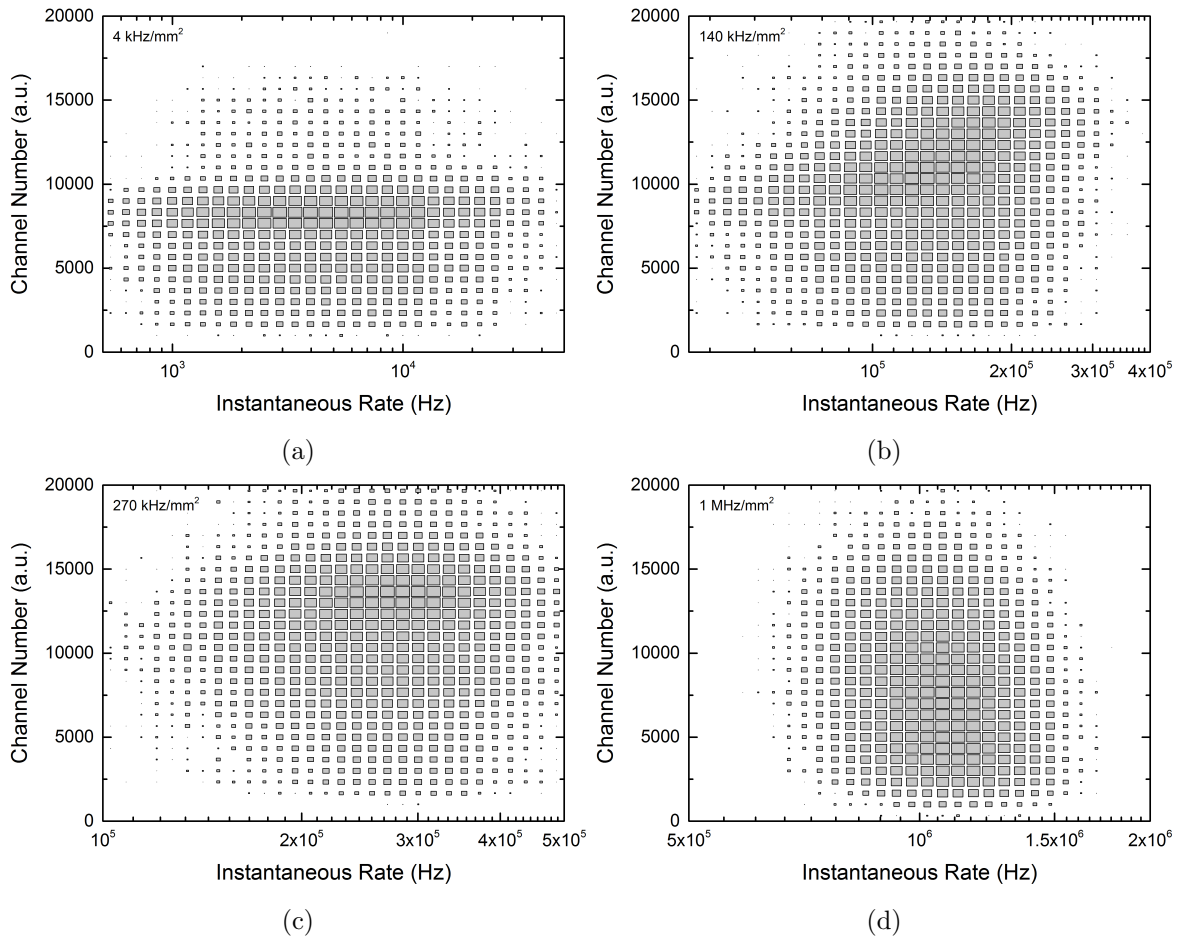 4 kHz/mm²
20000
15000
10000
5000
0
Channel Number (a.u.)
10³ 10⁴
Instantaneous Rate (Hz)
(a)
140 kHz/mm²
20000
15000
10000
5000
0
Channel Number (a.u.)
10⁵ 2x10⁵ 3x10⁵ 4x10⁵
Instantaneous Rate (Hz)
(b)
270 kHz/mm²
20000
15000
10000
5000
0
Channel Number (a.u.)
10⁵ 2x10⁵ 3x10⁵ 4x10⁵ 5x10⁵
Instantaneous Rate (Hz)
(c)
1 MHz/mm²
20000
15000
10000
5000
0
Channel Number (a.u.)
5x10⁵ 10⁶ 1.5x10⁶ 2x10⁶
Instantaneous Rate (Hz)
(d)